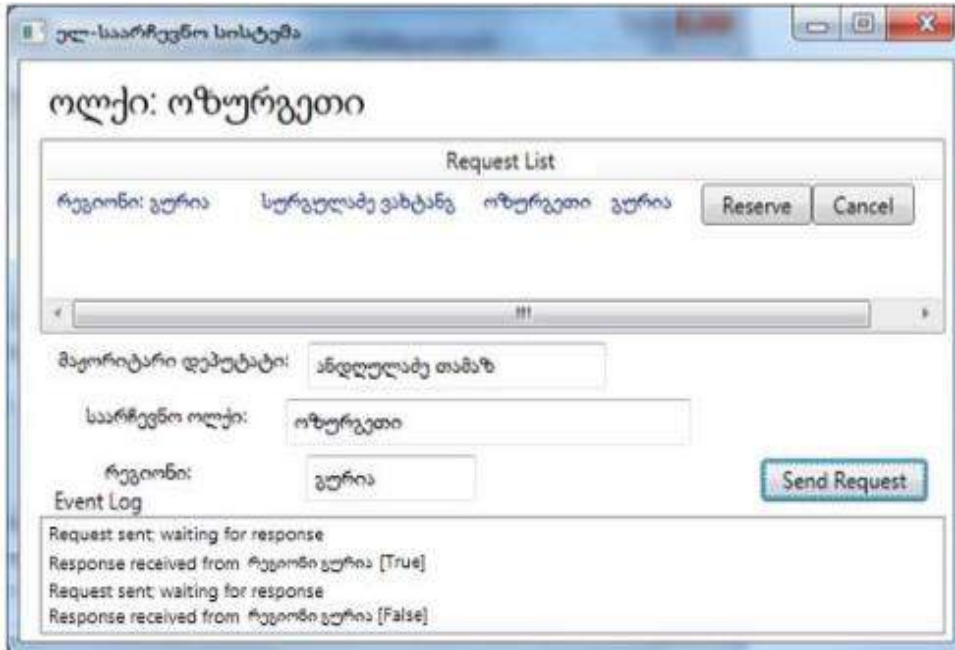 ელ-საარჩევნო სისტემა
ოლქი: ოზურგეთი
Request List
რეგიონი: გურია სურგულაძე ვახტანგ ოზურგეთი გურია Reserve Cancel
მაჟორიტარი დეპუტატი: ანდღულაძე თამაზ
საარჩევნო ოლქი: ოზურგეთი
რეგიონი: გურია Send Request
Event Log
Request sent; waiting for response
Response received from რეგიონი გურია [True]
Request sent; waiting for response
Response received from რეგიონი გურია [False]